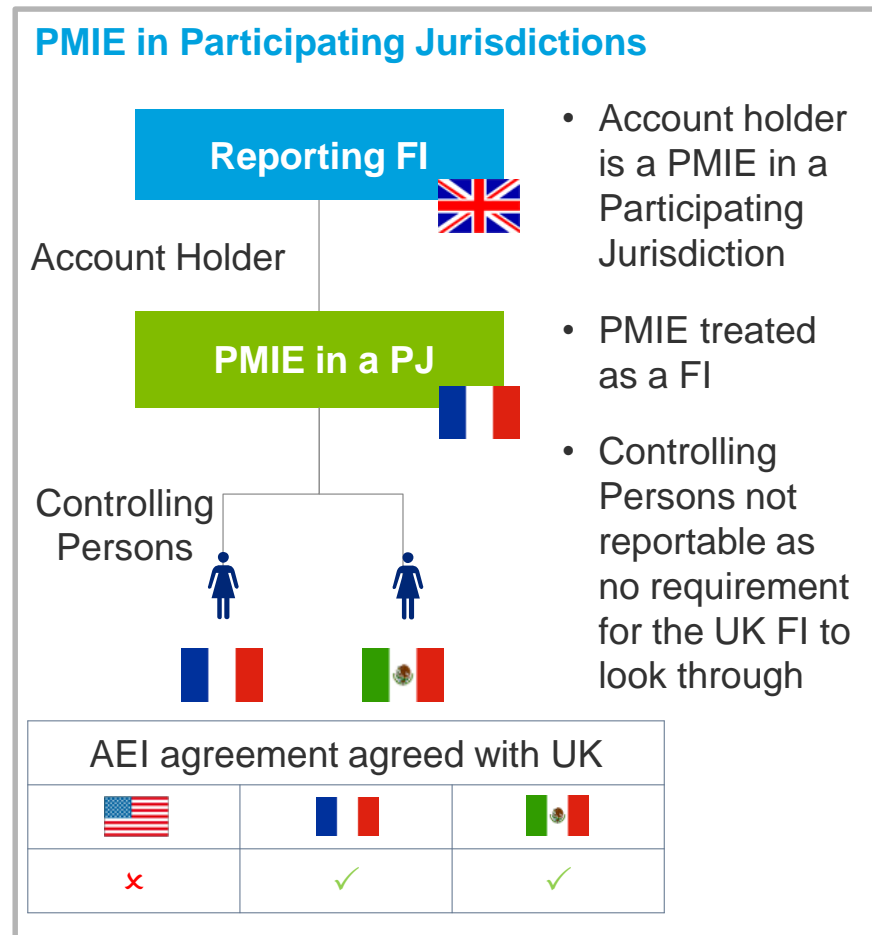 PMIE in Participating Jurisdictions
Reporting FI
Account Holder
PMIE in a PJ
Controlling
Persons
• Account holder
is a PMIE in a
Participating
Jurisdiction
• PMIE treated
as a FI
• Controlling
Persons not
reportable as
no requirement
for the UK FI to
look through
AEI agreement agreed with UK
✗ ✓ ✓